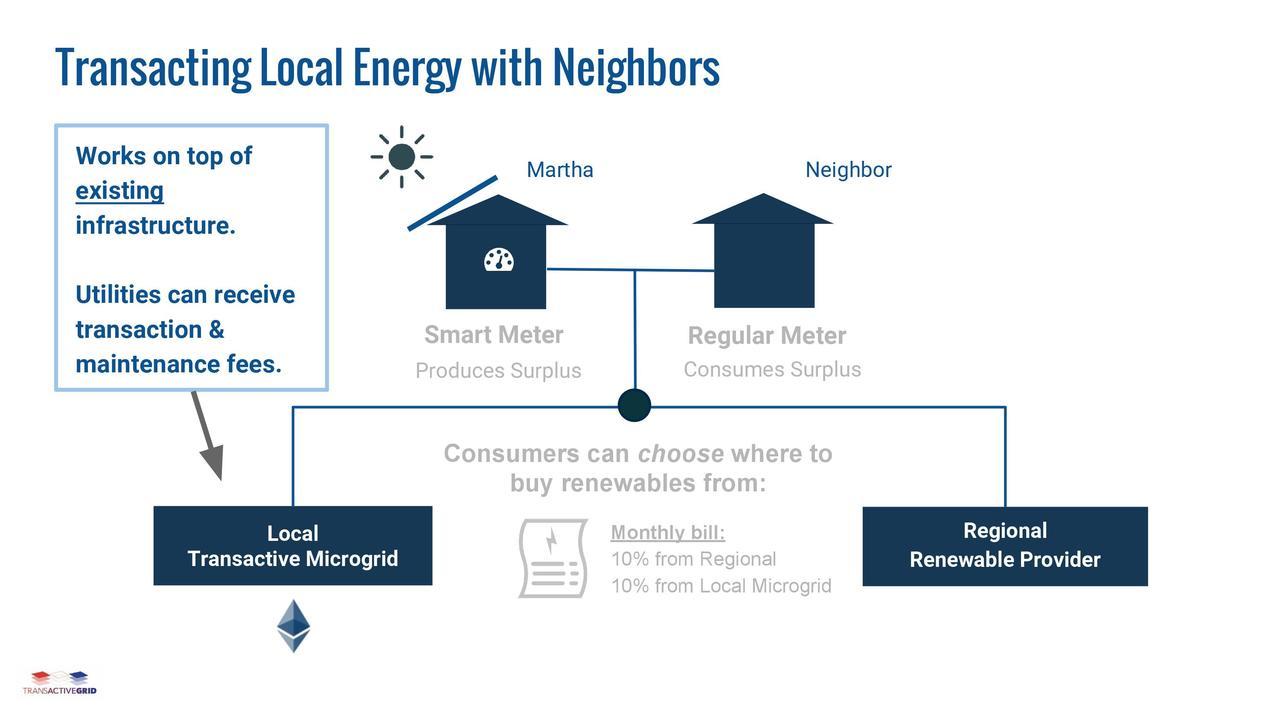 Transacting Local Energy with Neighbors
Works on top of
existing
infrastructure.
Utilities can receive
transaction &
maintenance fees.
Martha
Neighbor
Smart Meter
Produces Surplus
Regular Meter
Consumes Surplus
Consumers can choose where to
buy renewables from:
Monthly bill:
10% from Regional
10% from Local Microgrid
Local
Transactive Microgrid
Regional
Renewable Provider
TRANSACTIVEGRID